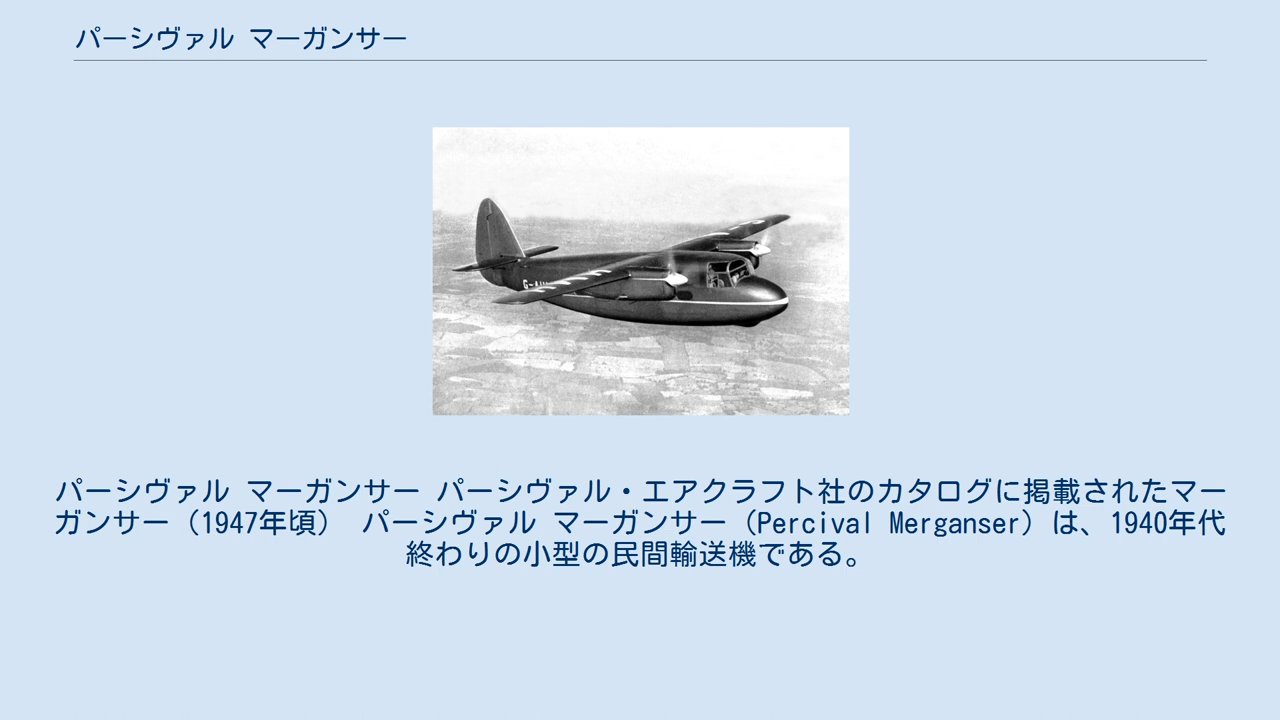 パーシヴァル マーガンサー
パーシヴァル マーガンサー パーシヴァル・エアクラフト社のカタログに掲載されたマー
ガンサー（1947年頃） パーシヴァル マーガンサー（Percival Merganser）は、1940年代
終わりの小型の民間輸送機である。